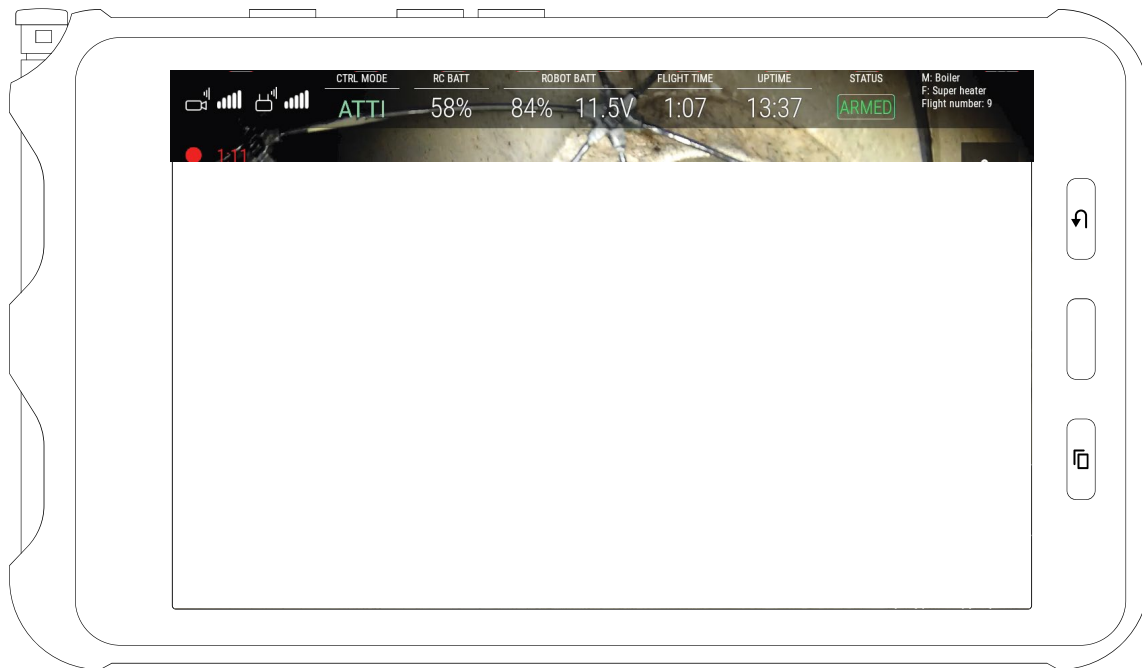 CTRL MODE RC BATT ROBOT BATT FLIGHT TIME UPTIME STATUS M: Boiler
F: Super heater
ATTI 58% 84% 11.5V 1:07 13:37 ARMED Flight number: 9
1:11